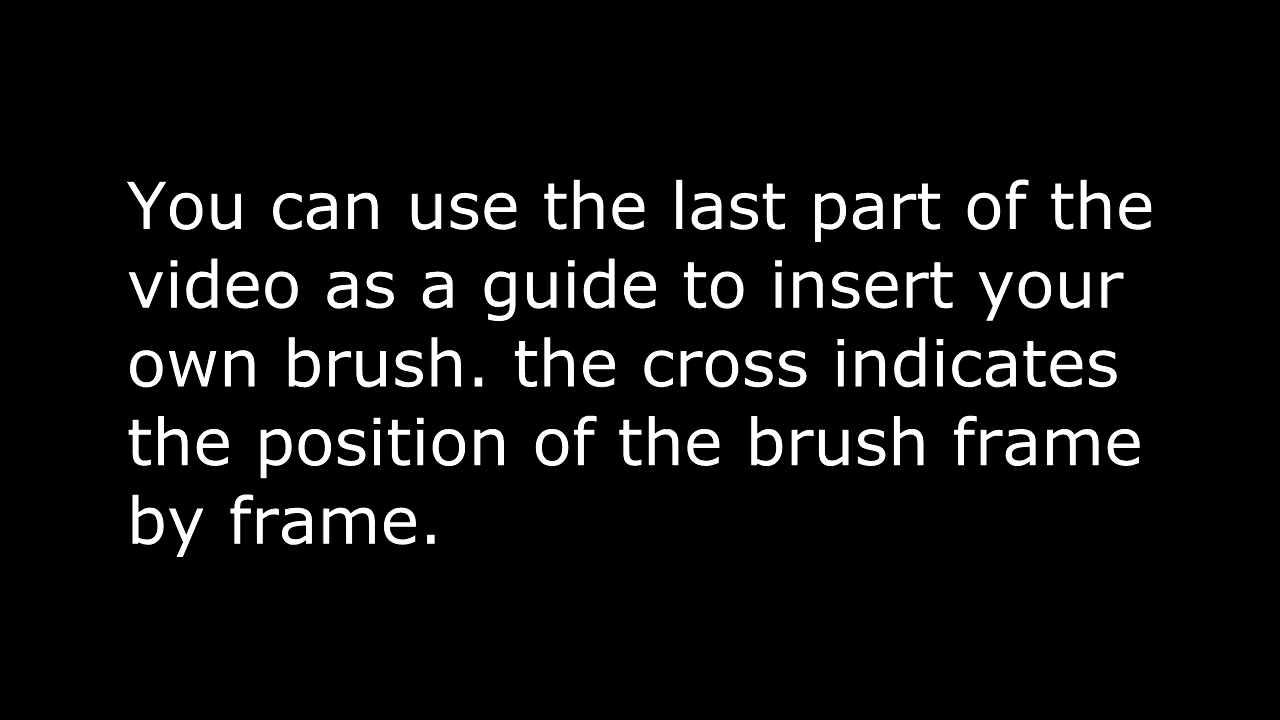 You can use the last part of the
video as a guide to insert your
own brush. the cross indicates
the position of the brush frame
by frame.